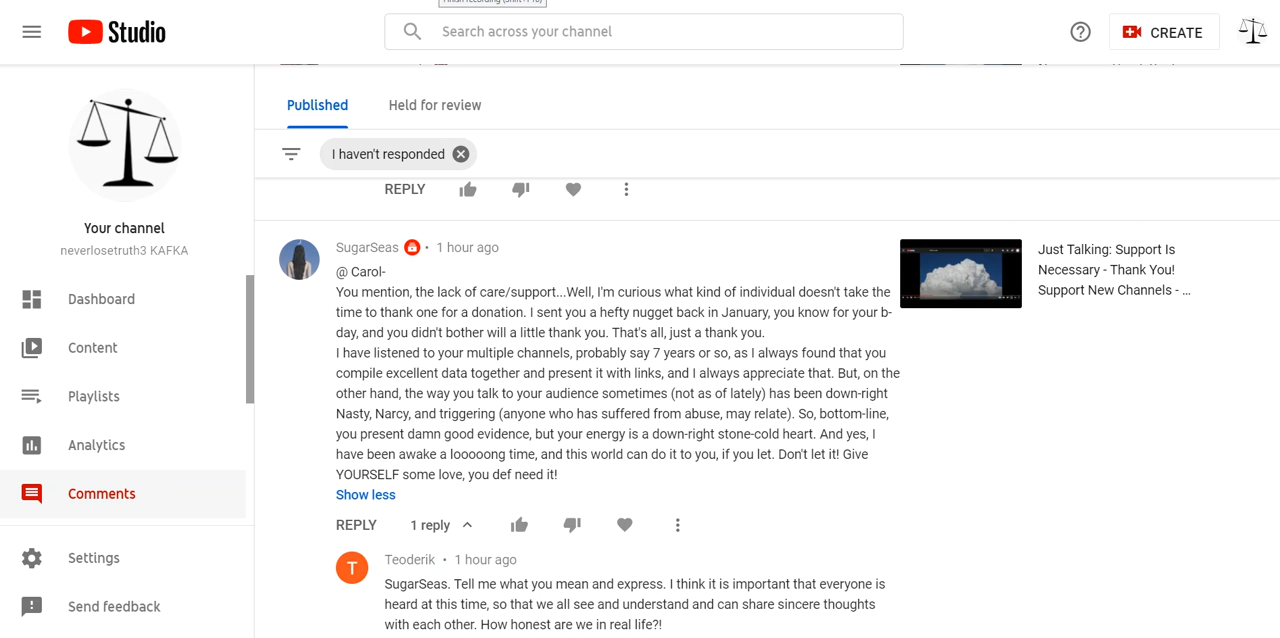 Studio
Search across your channel
CREATE
Your channel
neverlosetruth3 KAFKA
Dashboard
Content
Playlists
Analytics
Comments
Settings
Send feedback
Published
Held for review
I haven't responded
REPLY
SugarSeas • 1 hour ago
@ Carol-
You mention, the lack of care/support...Well, I'm curious what kind of individual doesn't take the
time to thank one for a donation. I sent you a hefty nugget back in January, you know for your b-
day, and you didn't bother will a little thank you. That's all, just a thank you.
I have listened to your multiple channels, probably say 7 years or so, as I always found that you
compile excellent data together and present it with links, and I always appreciate that. But, on the
other hand, the way you talk to your audience sometimes (not as of lately) has been down-right
Nasty, Narcy, and triggering (anyone who has suffered from abuse, may relate). So, bottom-line,
you present damn good evidence, but your energy is a down-right stone-cold heart. And yes, I
have been awake a looooong time, and this world can do it to you, if you let. Don't let it! Give
YOURSELF some love, you def need it!
Show less
REPLY 1 reply
Teoderik • 1 hour ago
T
SugarSeas. Tell me what you mean and express. I think it is important that everyone is
heard at this time, so that we all see and understand and can share sincere thoughts
with each other. How honest are we in real life?!
Just Talking: Support Is
Necessary - Thank You!
Support New Channels - ...